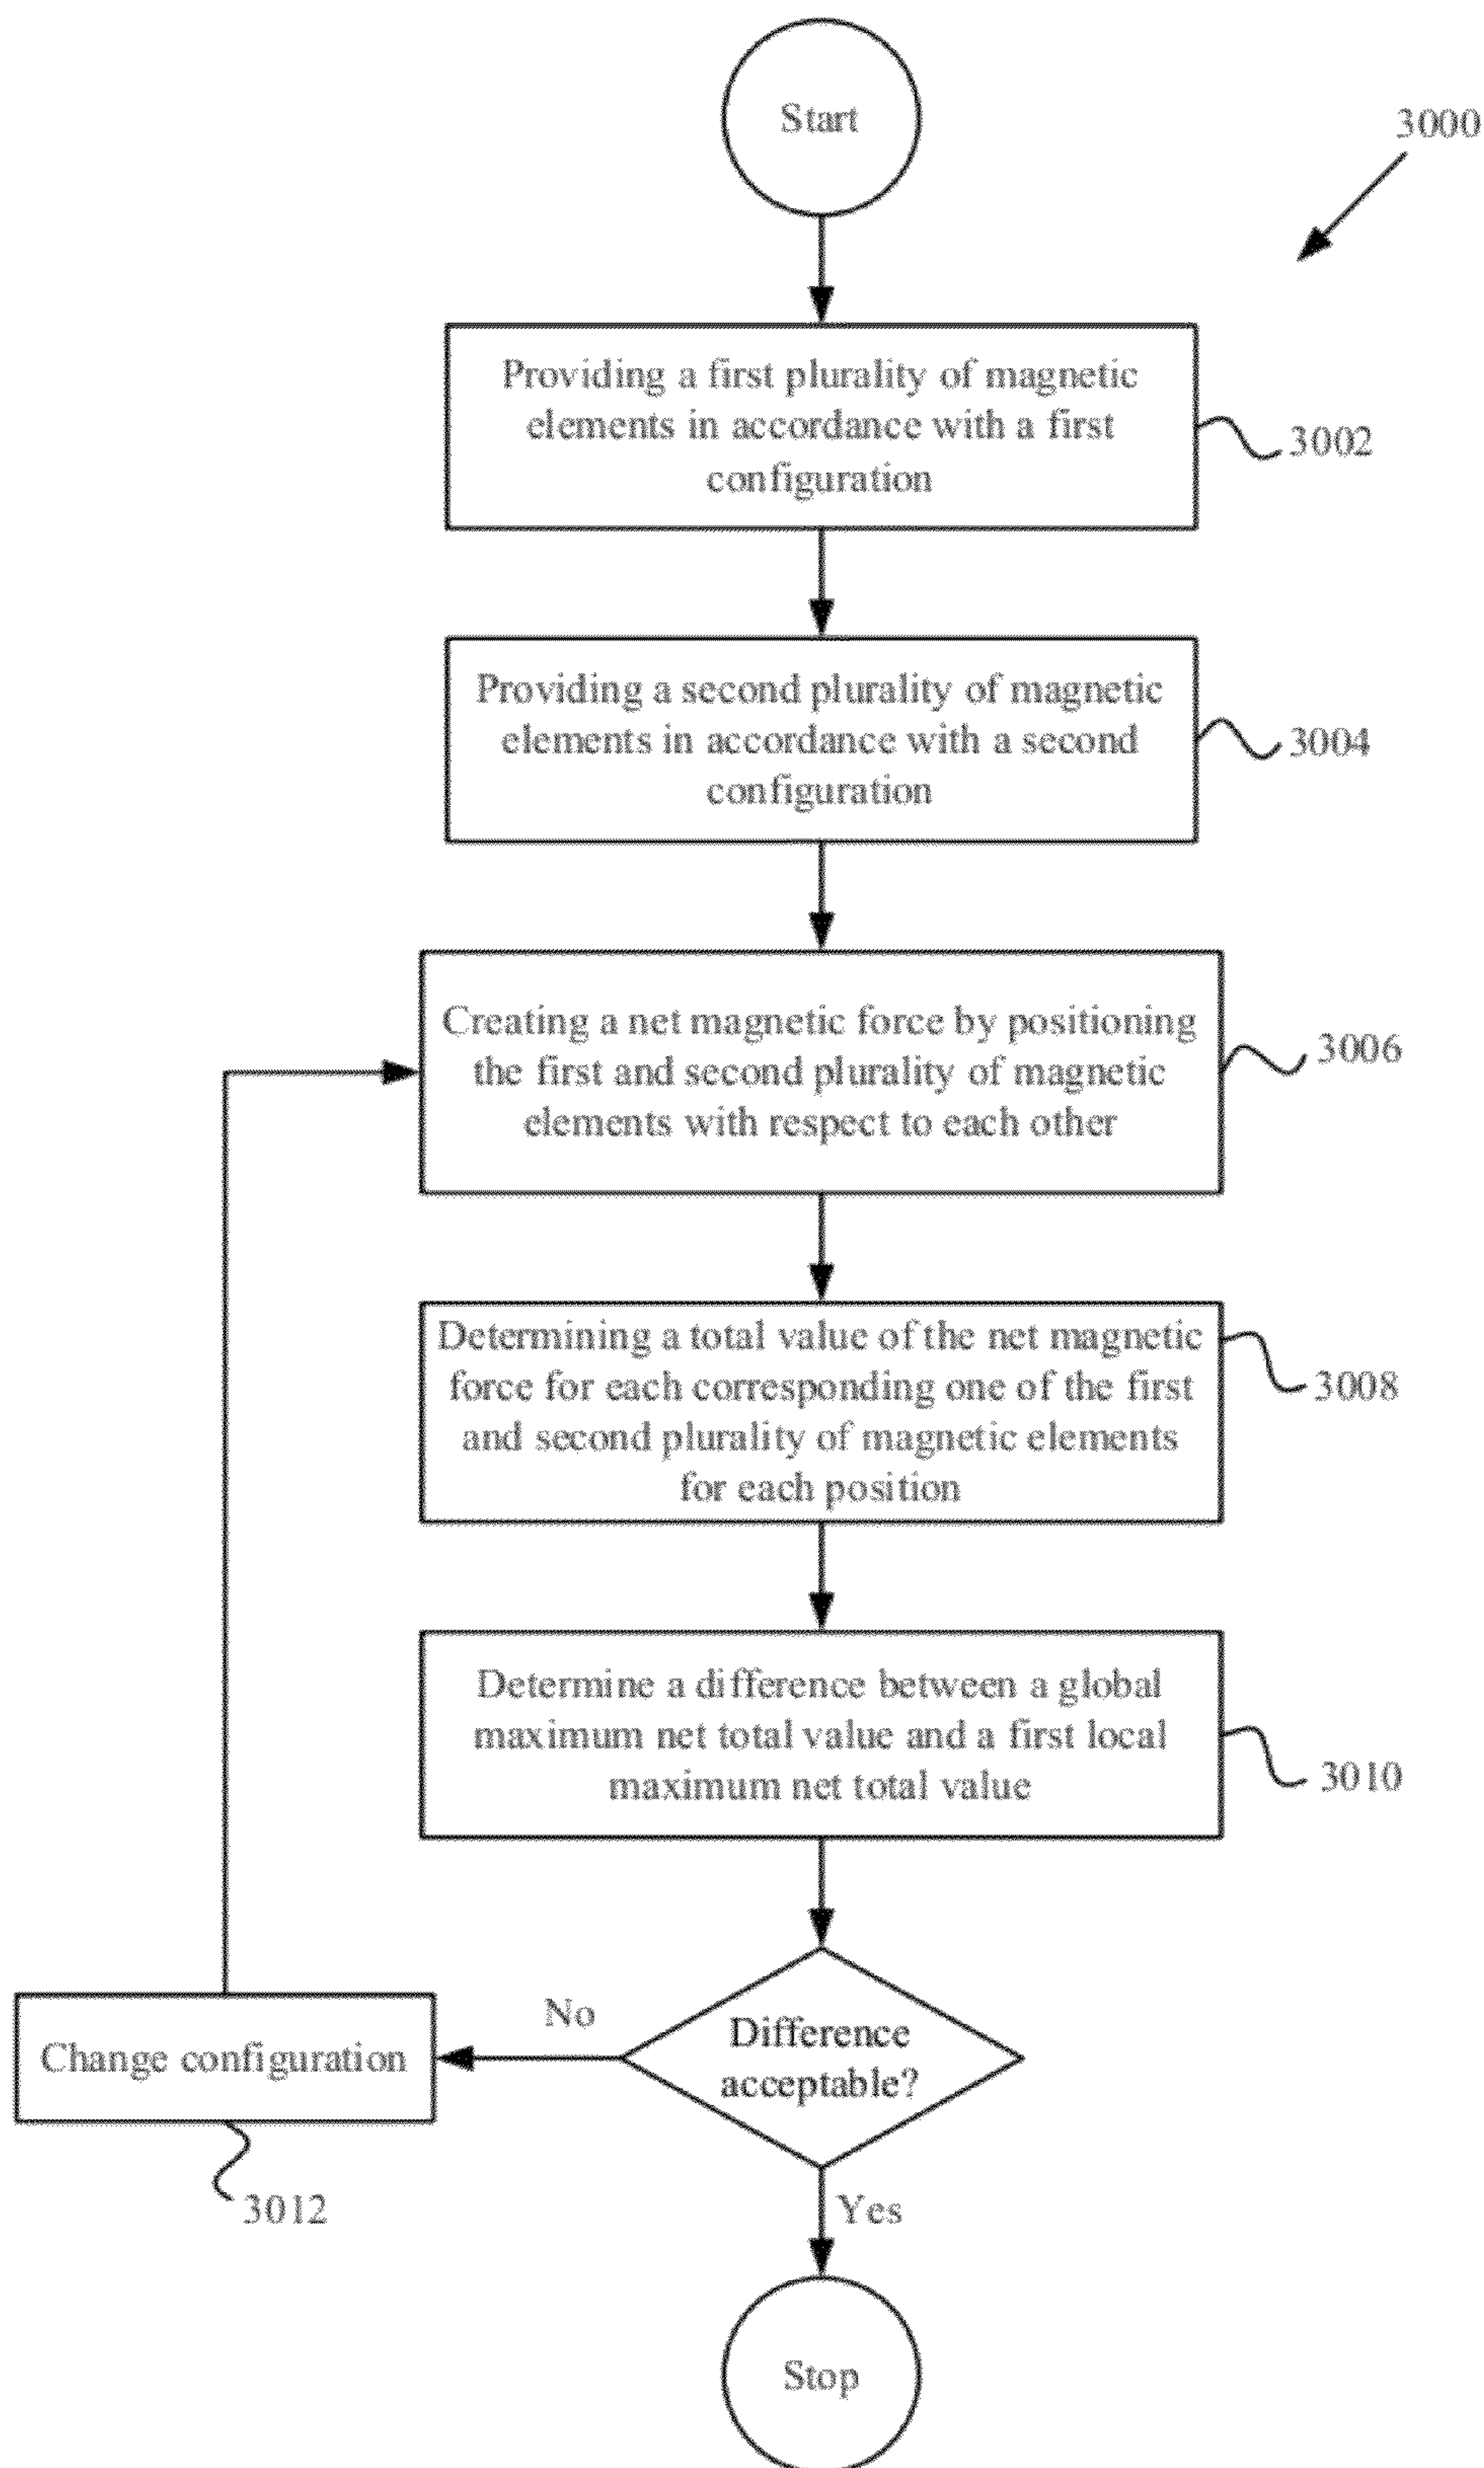 Start
3000
Providing a first plurality of magnetic
elements in accordance with a first
configuration
3002
Providing a second plurality of magnetic
elements in accordance with a second
configuration
3004
Creating a net magnetic force by positioning
the first and second plurality of magnetic
elements with respect to each other
3006
Determining a total value of the net magnetic
force for each corresponding one of the first
and second plurality of magnetic elements
for each position
3008
Determine a difference between a global
maximum net total value and a first local
maximum net total value
3010
Difference
acceptable?
No
Change configuration
3012
Yes
Stop